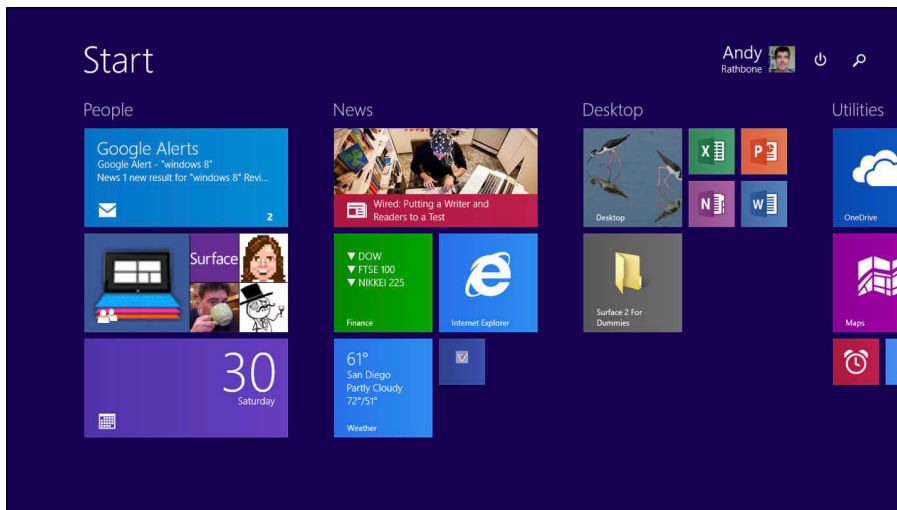 Start
Andy
Rathbone
People
News
Desktop
Utilities
Google Alerts
Google Alert - "windows 8"
News 1 new result for "windows 8" Revi...
2
Wired: Putting a Writer and
Readers to a Test
Desktop
X
P
N
W
OneDrive
Surface
▼ DOW
▼ FTSE 100
▼ NIKKEI 225
Finance
Internet Explorer
Surface 2 For
Dummies
Maps
30
Saturday
61°
San Diego
Partly Cloudy
72°/51°
Weather